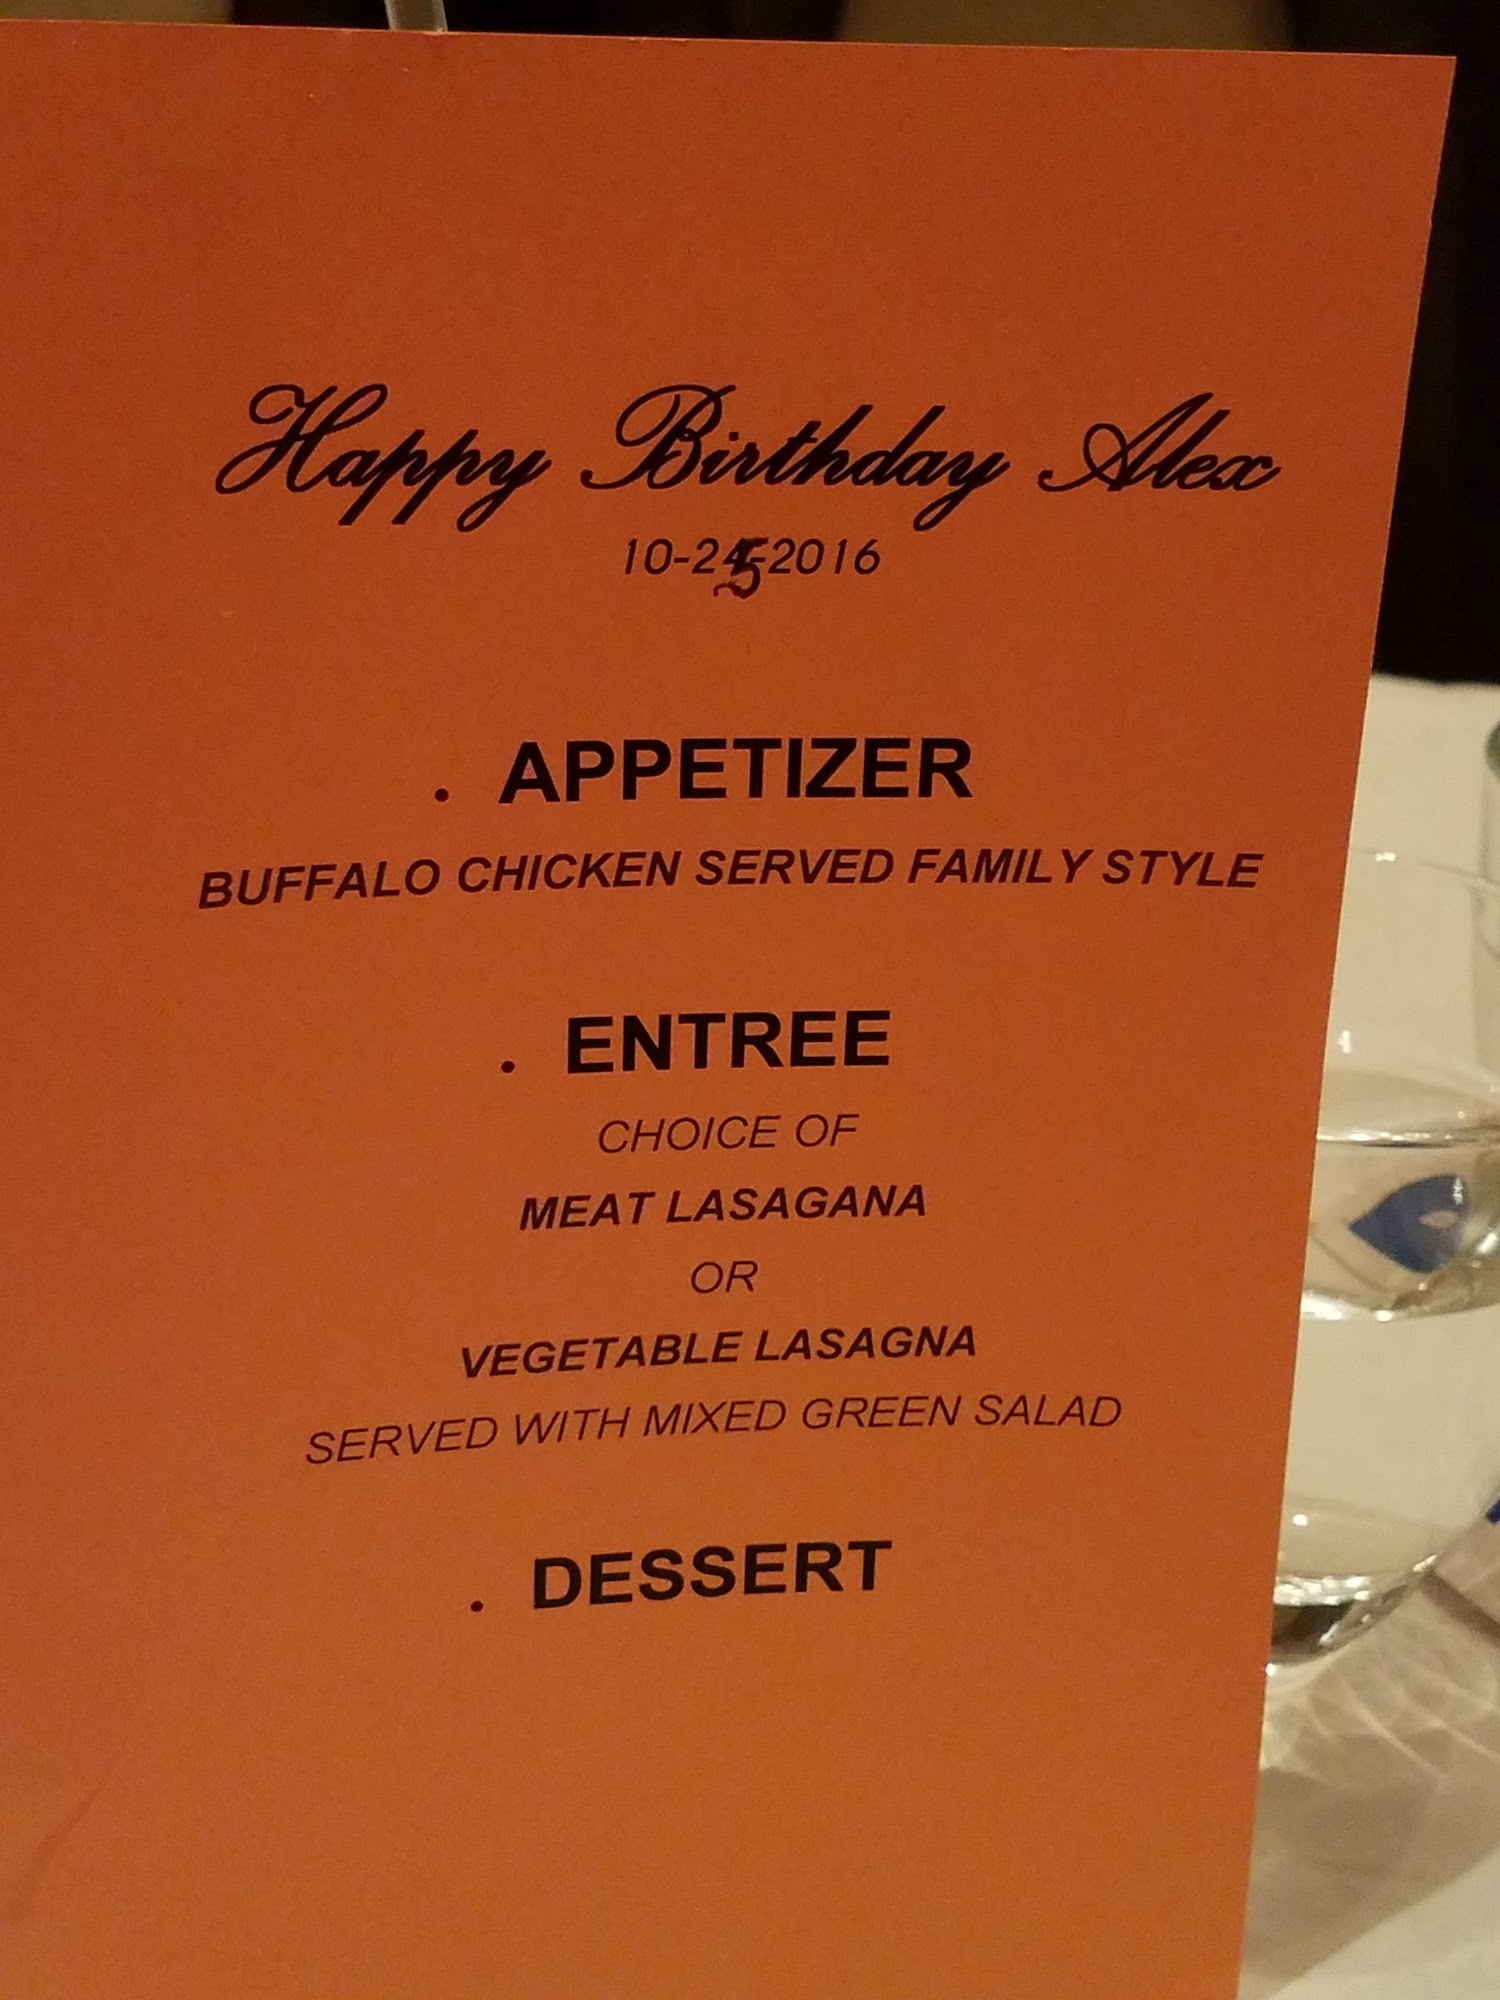 Happy Birthday Alex
10-25-2016
. APPETIZER
BUFFALO CHICKEN SERVED FAMILY STYLE
. ENTREE
CHOICE OF
MEAT LASAGANA
OR
VEGETABLE LASAGNA
SERVED WITH MIXED GREEN SALAD
. DESSERT